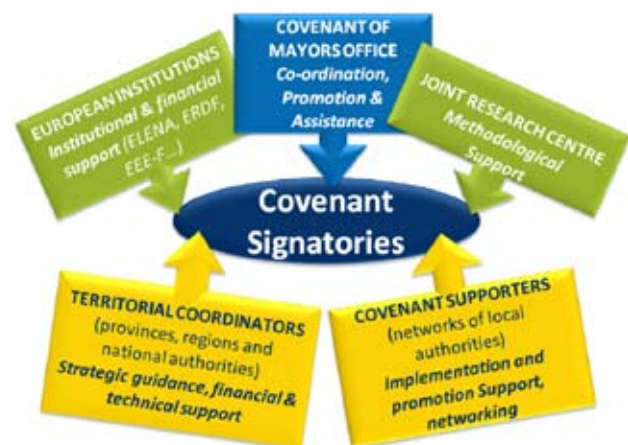 COVENANT OF
MAYORS OFFICE
Co-ordination,
Promotion &
Assistance
EUROPEAN INSTITUTIONS
Institutional & financial
support (ELENA, ERDF,
EEE-F...)
JOINT RESEARCH CENTRE
Methodological
Support
Covenant
Signatories
TERRITORIAL COORDINATORS
(provinces, regions and
national authorities)
Strategic guidance, financial &
technical support
COVENANT SUPPORTERS
(networks of local
authorities)
Implementation and
promotion Support,
networking